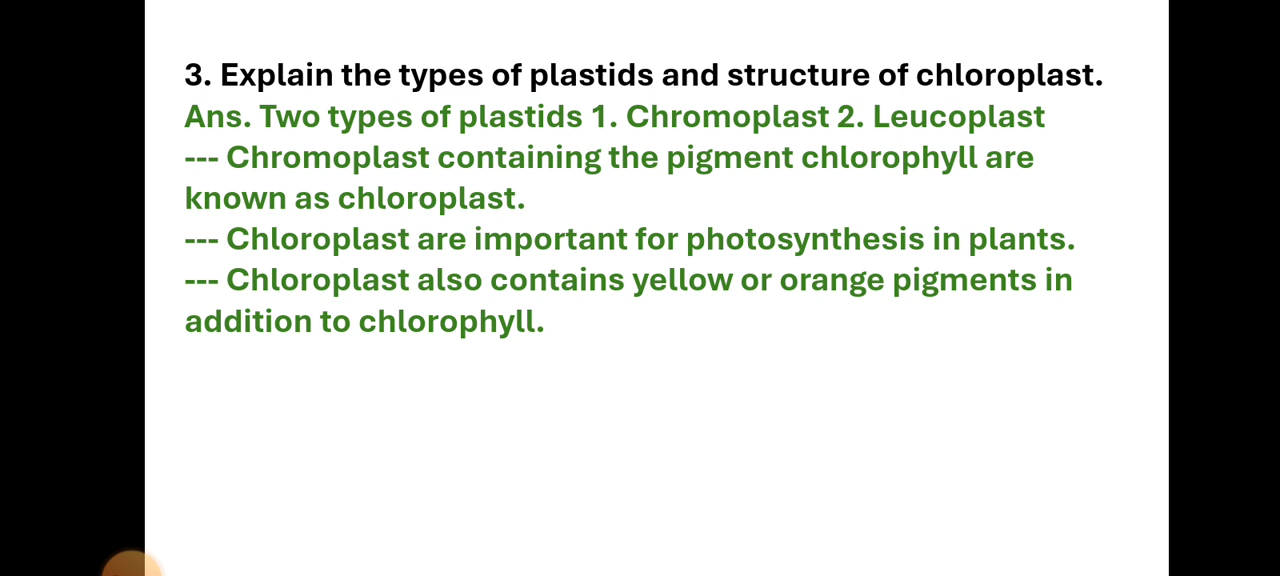 3. Explain the types of plastids and structure of chloroplast.
Ans. Two types of plastids 1. Chromoplast 2. Leucoplast
--- Chromoplast containing the pigment chlorophyll are
known as chloroplast.
--- Chloroplast are important for photosynthesis in plants.
--- Chloroplast also contains yellow or orange pigments in
addition to chlorophyll.